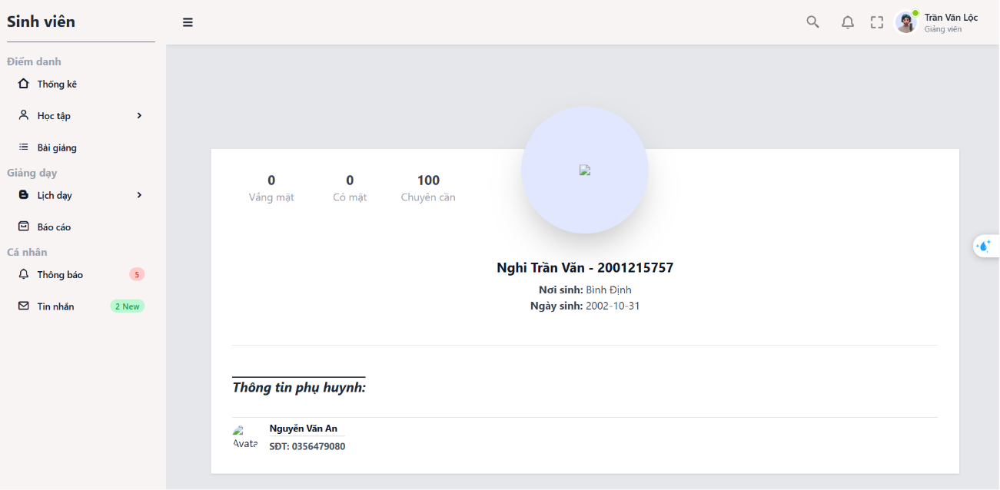 Sinh viên
Điểm danh
Thống kê
Học tập
Bài giảng
Giảng dạy
Lịch dạy
Báo cáo
Cá nhân
Thông báo 5
Tin nhắn 2 New
Trần Văn Lộc
Giảng viên
0 0 100
Vắng mặt Có mặt Chuyên cần
Nghi Trần Văn - 2001215757
Nơi sinh: Bình Định
Ngày sinh: 2002-10-31
Thông tin phụ huynh:
Avata
Nguyễn Văn An
SĐT: 0356479080